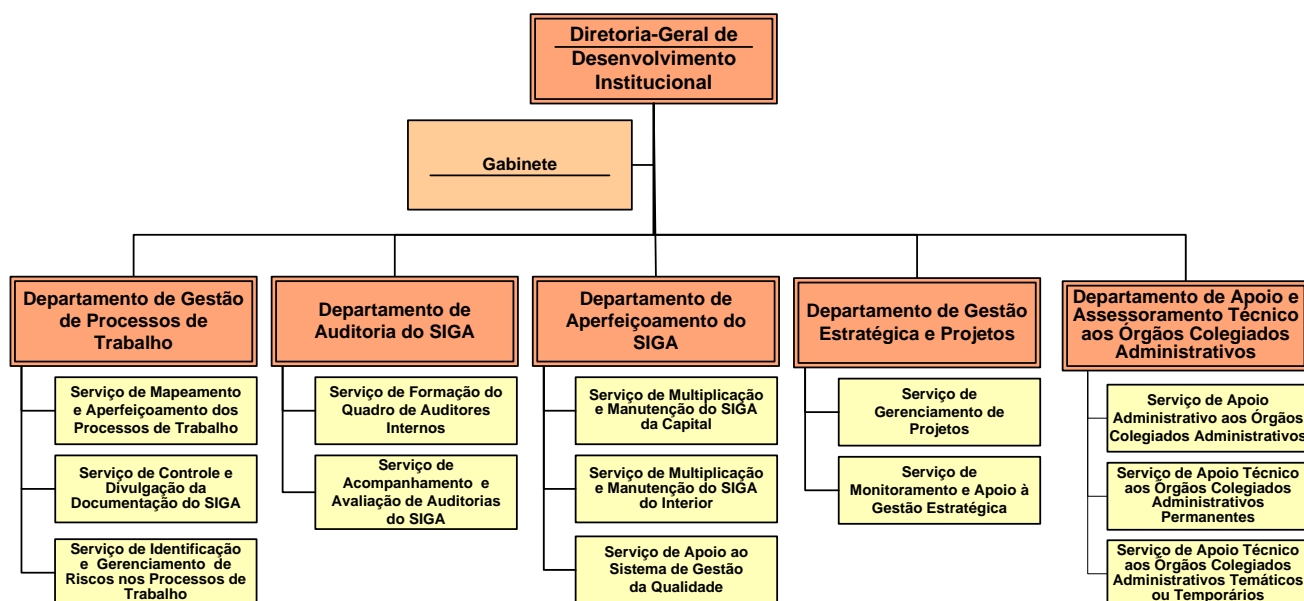 Diretoria-Geral de
Desenvolvimento
Institucional
Gabinete
Departamento de Gestão
de Processos de
Trabalho
Departamento de
Auditoria do SIGA
Departamento de
Aperfeiçoamento do
SIGA
Departamento de Gestão
Estratégica e Projetos
Departamento de Apoio e
Assessoramento Técnico
aos Órgãos Colegiados
Administrativos
Serviço de Mapeamento
e Aperfeiçoamento dos
Processos de Trabalho
Serviço de Controle e
Divulgação da
Documentação do SIGA
Serviço de Identificação
e Gerenciamento de
Riscos nos Processos de
Trabalho
Serviço de Formação do
Quadro de Auditores
Internos
Serviço de
Acompanhamento e
Avaliação de Auditorias
do SIGA
Serviço de Multiplicação
e Manutenção do SIGA
da Capital
Serviço de Multiplicação
e Manutenção do SIGA
do Interior
Serviço de Apoio ao
Sistema de Gestão
da Qualidade
Serviço de
Gerenciamento de
Projetos
Serviço de
Monitoramento e Apoio à
Gestão Estratégica
Serviço de Apoio
Administrativo aos Órgãos
Colegiados Administrativos
Serviço de Apoio Técnico
aos Órgãos Colegiados
Administrativos
Permanentes
Serviço de Apoio Técnico
aos Órgãos Colegiados
Administrativos Temáticos
ou Temporários